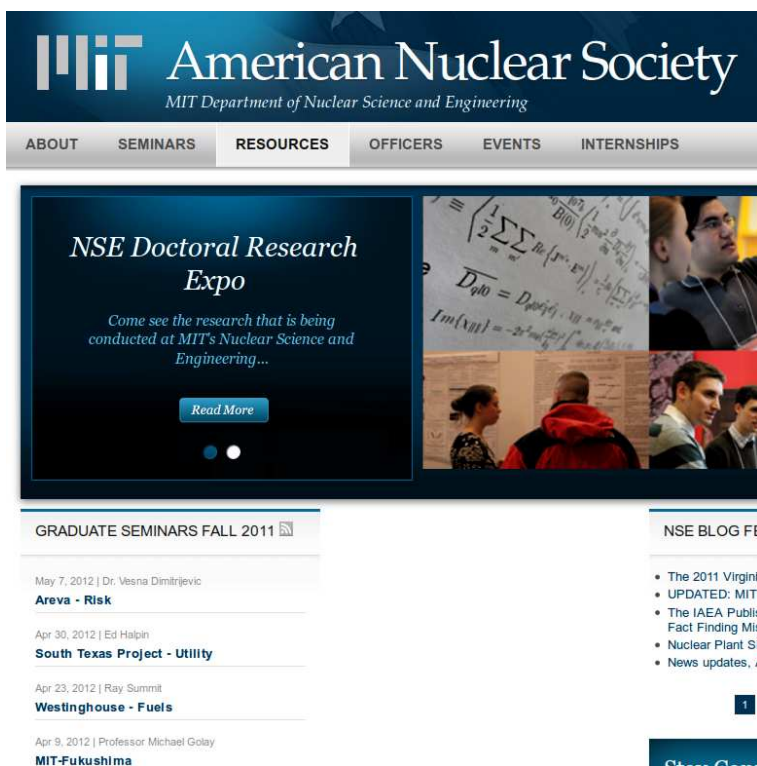 MIT
American Nuclear Society
MIT Department of Nuclear Science and Engineering
ABOUT SEMINARS RESOURCES OFFICERS EVENTS INTERNSHIPS
NSE Doctoral Research
Expo
Come see the research that is being
conducted at MIT's Nuclear Science and
Engineering...
Read More
GRADUATE SEMINARS FALL 2011
May 7, 2012 | Dr. Vesna Dimitrijevic
Areva - Risk
Apr 30, 2012 | Ed Halpin
South Texas Project - Utility
Apr 23, 2012 | Ray Summit
Westinghouse - Fuels
Apr 9, 2012 | Professor Michael Golay
MIT-Fukushima
NSE BLOG
The 2011
UPDATED: MIT
The IAEA
Fact Finding
Nuclear Plant
News updates,
1